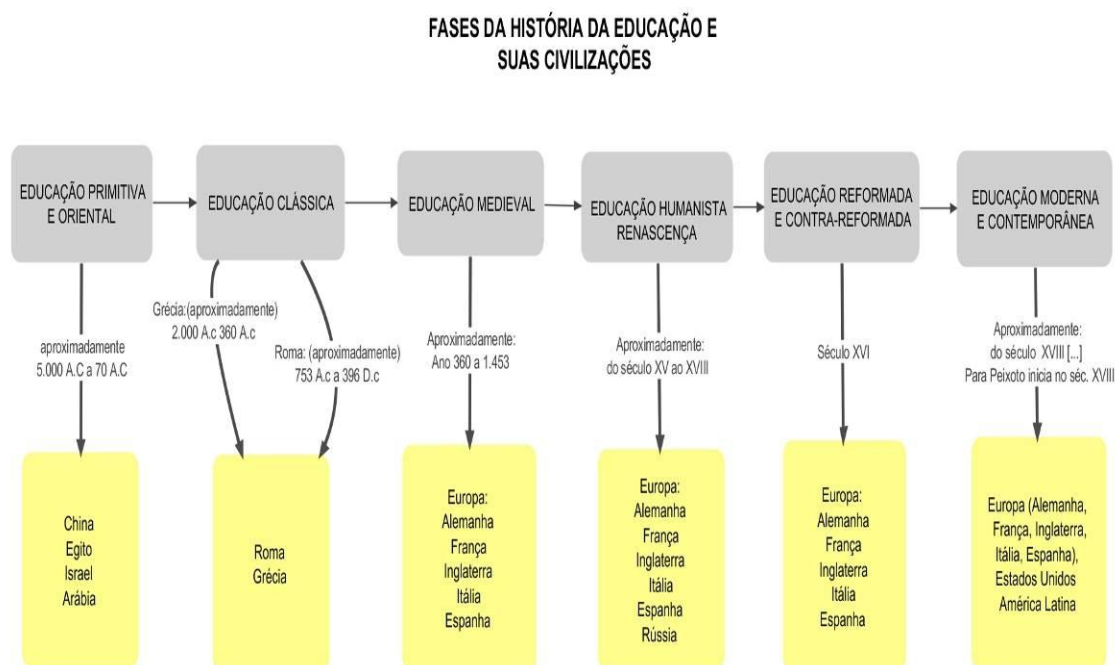 FASES DA HISTÓRIA DA EDUCAÇÃO E
SUAS CIVILIZAÇÕES
EDUCAÇÃO PRIMITIVA
E ORIENTAL
EDUCAÇÃO CLÁSSICA
EDUCAÇÃO MEDIEVAL
EDUCAÇÃO HUMANISTA
RENASCENÇA
EDUCAÇÃO REFORMADA
E CONTRA-REFORMADA
EDUCAÇÃO MODERNA
E CONTEMPORÂNEA
aproximadamente
5.000 A.C a 70 A.C
Grécia:(aproximadamente)
2.000 A.c 360 A.c
Roma: (aproximadamente)
753 A.c a 396 D.c
Aproximadamente:
Ano 360 a 1.453
Aproximadamente:
do século XV ao XVIII
Século XVI
Aproximadamente:
do século XVIII [...]
Para Peixoto inicia no séc. XVIII
China
Egito
Israel
Arábia
Roma
Grécia
Europa:
Alemanha
França
Inglaterra
Itália
Espanha
Europa:
Alemanha
França
Inglaterra
Itália
Espanha
Rússia
Europa:
Alemanha
França
Inglaterra
Itália
Espanha
Europa (Alemanha,
França, Inglaterra,
Itália, Espanha),
Estados Unidos
América Latina